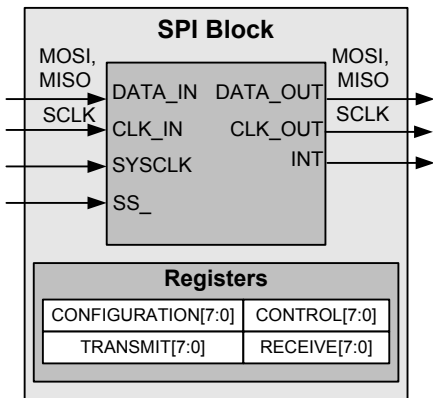 SPI Block
MOSI,
MISO
MOSI,
MISO
DATA_IN DATA_OUT
SCLK
SCLK
CLK_IN CLK_OUT
SYSCLK INT
SS_
Registers
CONFIGURATION[7:0] CONTROL[7:0]
TRANSMIT[7:0] RECEIVE[7:0]